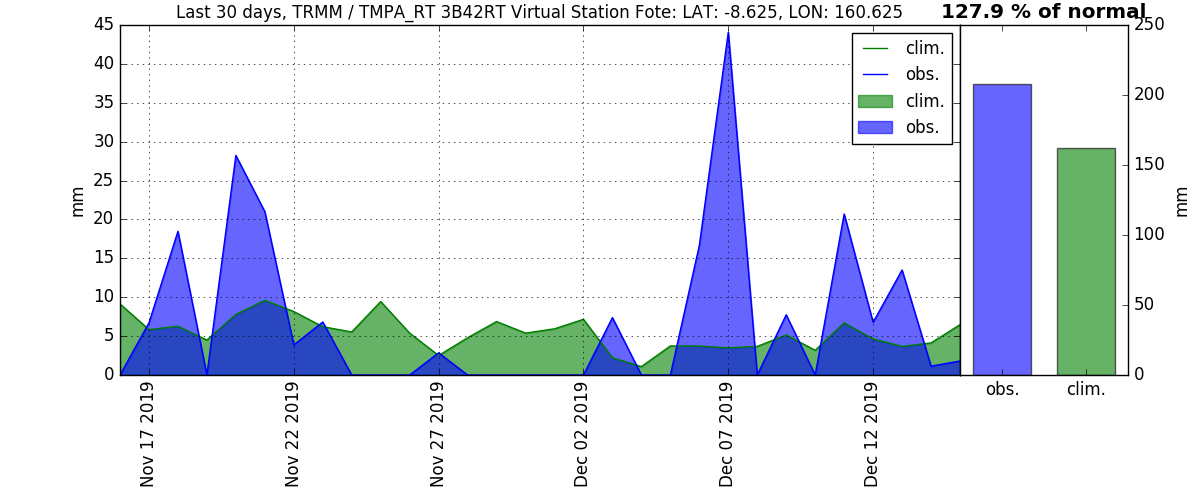 Last 30 days, TRMM / TMPA_RT 3B42RT Virtual Station Fote: LAT: -8.625, LON: 160.625
127.9 % of normal
45
40
35
30
25
20
15
10
5
0
mm
clim.
obs.
clim.
obs.
Nov 17 2019
Nov 22 2019
Nov 27 2019
Dec 02 2019
Dec 07 2019
Dec 12 2019
250
200
150
100
50
0
mm
obs.
clim.